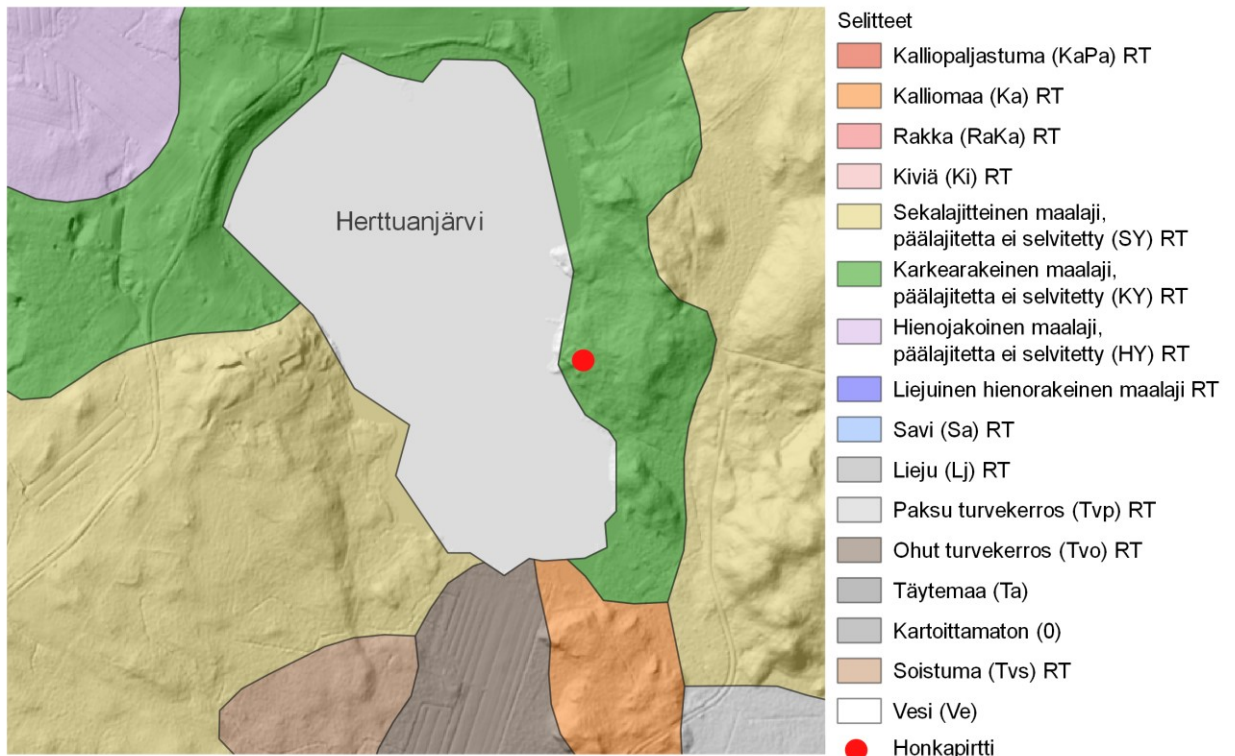 Herttuanjärvi
Selitteet
Kalliopaljastuma (KaPa) RT
Kalliomaa (Ka) RT
Rakka (RaKa) RT
Kiviä (Ki) RT
Sekalajitteinen maalaji,
päälajitetta ei selvitetty (SY) RT
Karkearakeinen maalaji,
päälajitetta ei selvitetty (KY) RT
Hienojakoinen maalaji,
päälajitetta ei selvitetty (HY) RT
Liejuinen hienorakeinen maalaji RT
Savi (Sa) RT
Lieju (Lj) RT
Paksu turvekerros (Tvp) RT
Ohut turvekerros (Tvo) RT
Täytemaa (Ta)
Kartoittamaton (0)
Soistuma (Tvs) RT
Vesi (Ve)
Honkapirtti